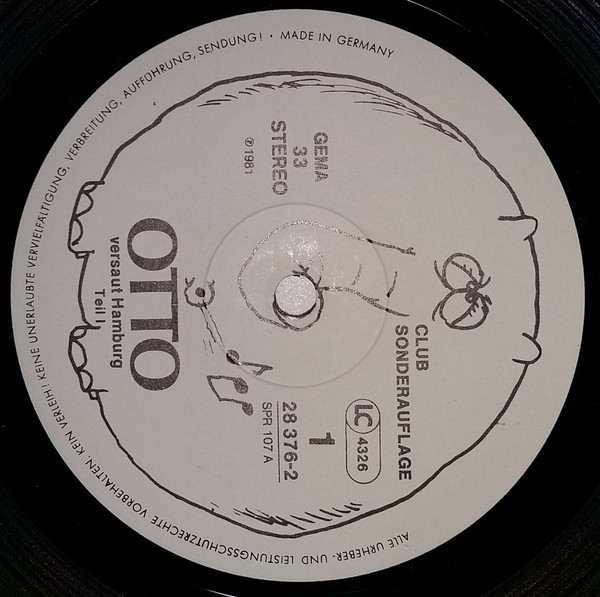 ALLE URHEBER- UND LEISTUNGSSCHUTZRECHTE VORBEHALTEN. KEIN VERLEIH! KEINE UNERLAUBTE VERVIELFÄLTIGUNG, VERBREITUNG, AUFFÜHRUNG, SENDUNG! · MADE IN GERMANY
CLUB
SONDERAUFLAGE
GEMA
33
STEREO
℗ 1981
LC 4326
1
28 376-2
SPR 107 A
OTTO
versaut Hamburg
Teil I